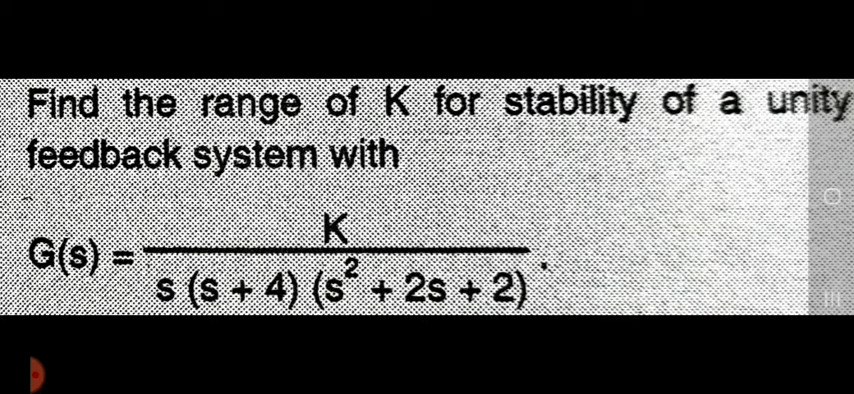 Find the range of K for stability of a unity
feedback system with
G(s) = K / s (s + 4) (s² + 2s + 2) .